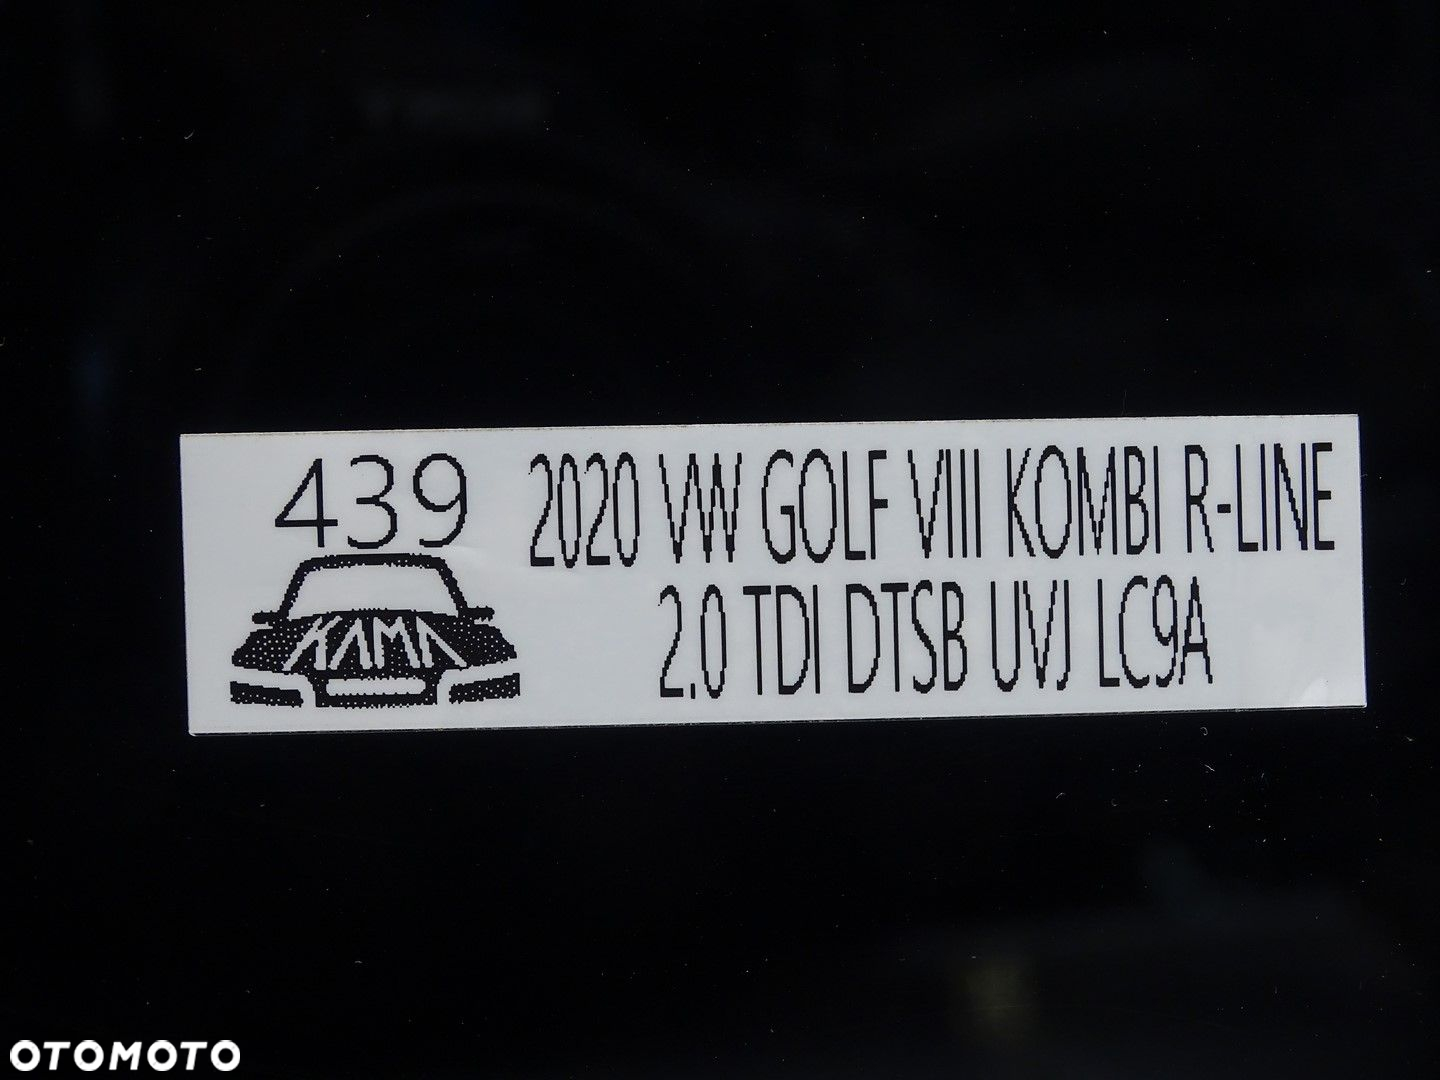 439
KAMA
2020 VW GOLF VIII KOMBI R-LINE
2.0 TDI DTSB UVJ LC9A
OTOMOTO